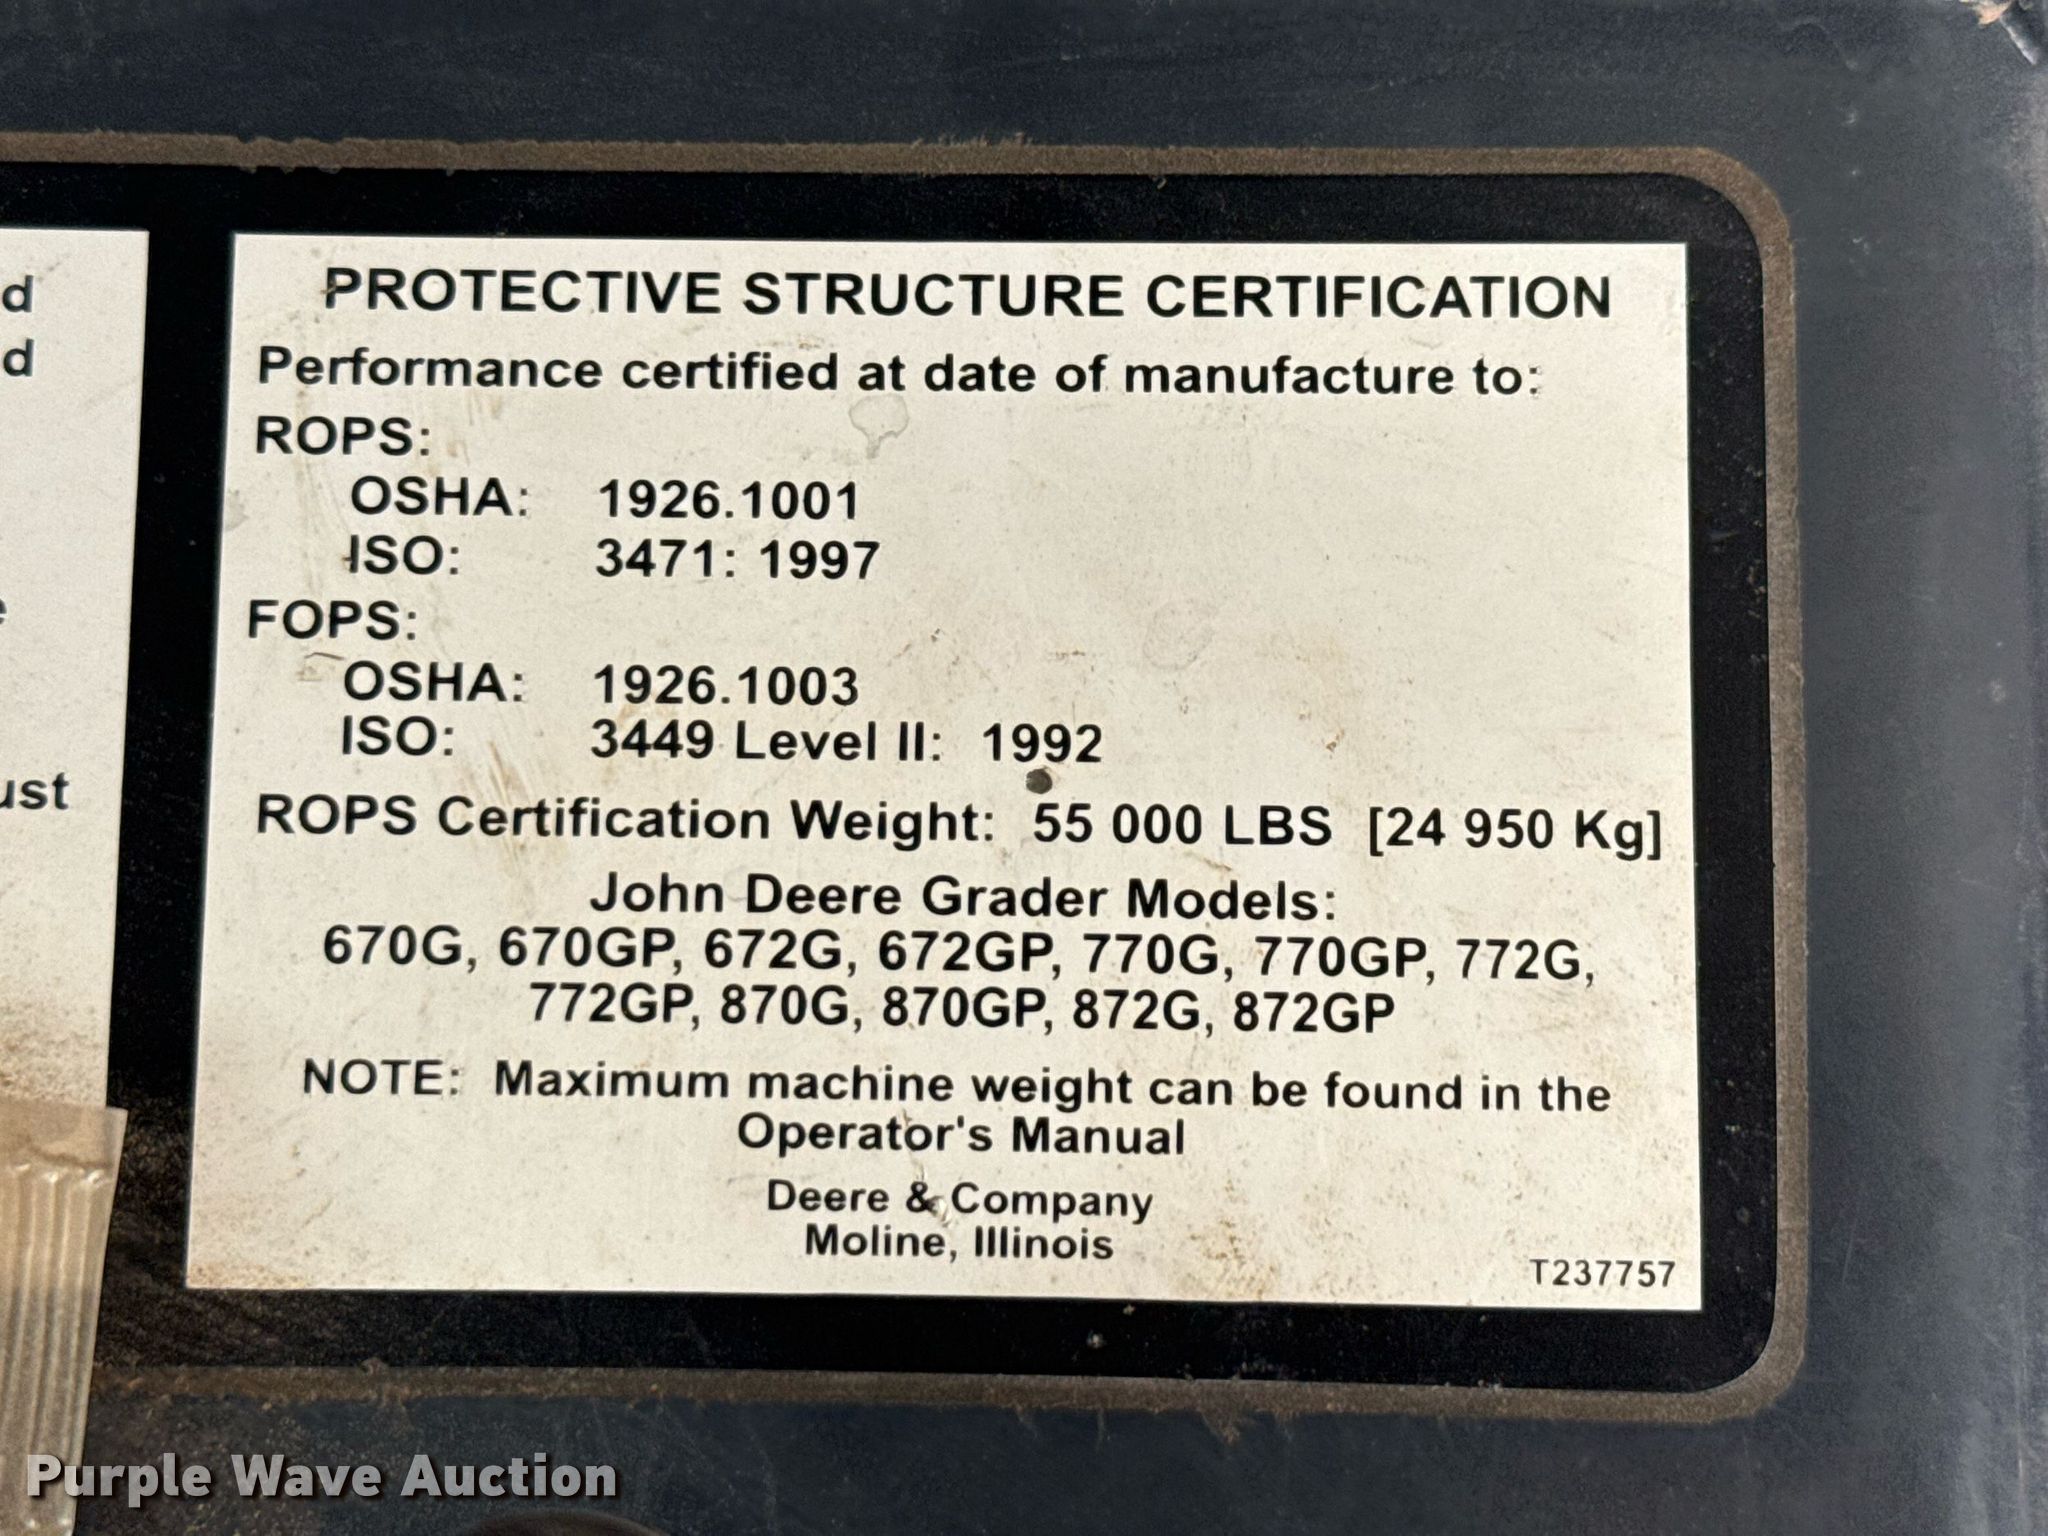 d
d
e
ust
PROTECTIVE STRUCTURE CERTIFICATION
Performance certified at date of manufacture to:
ROPS:
OSHA: 1926.1001
ISO: 3471: 1997
FOPS:
OSHA: 1926.1003
ISO: 3449 Level II: 1992
ROPS Certification Weight: 55 000 LBS [24 950 Kg]
John Deere Grader Models:
670G, 670GP, 672G, 672GP, 770G, 770GP, 772G,
772GP, 870G, 870GP, 872G, 872GP
NOTE: Maximum machine weight can be found in the
Operator's Manual
Deere & Company
Moline, Illinois
T237757
Purple Wave Auction